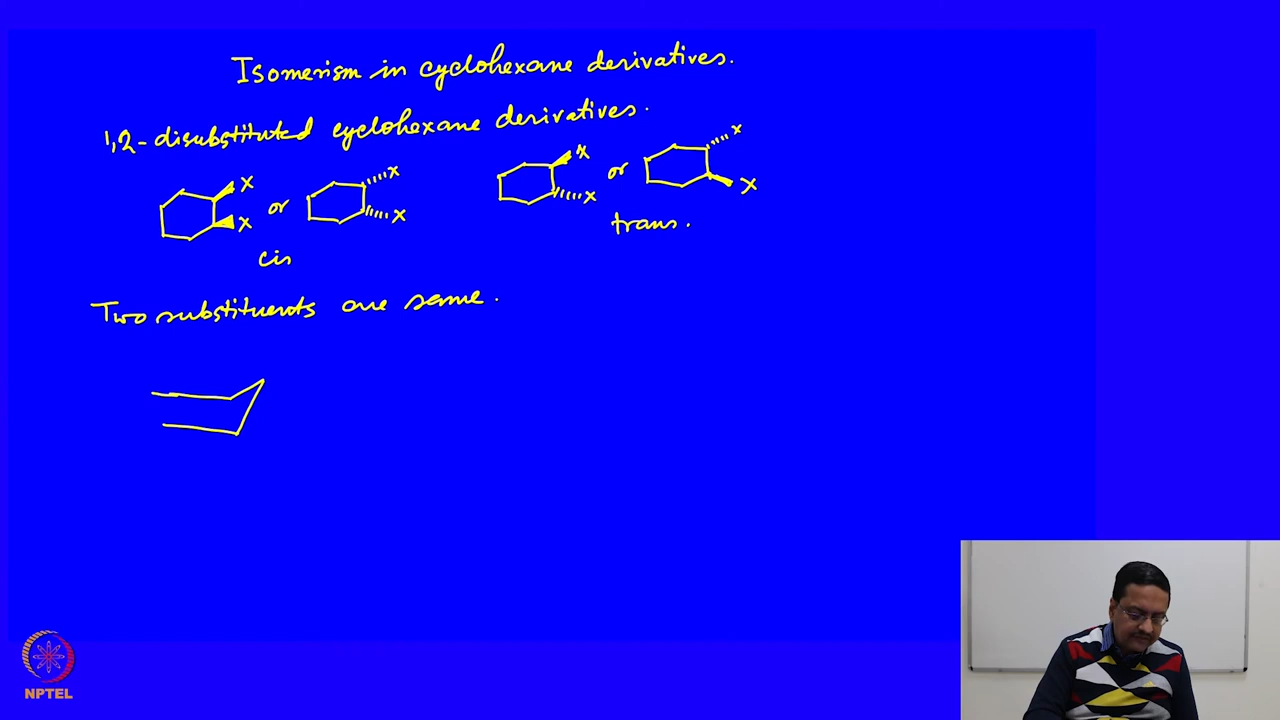 Isomerism in cyclohexane derivatives.
1,2-disubstituted cyclohexane derivatives.
X X or X X
cis
X X or X X
trans.
Two substituents are same.
NPTEL